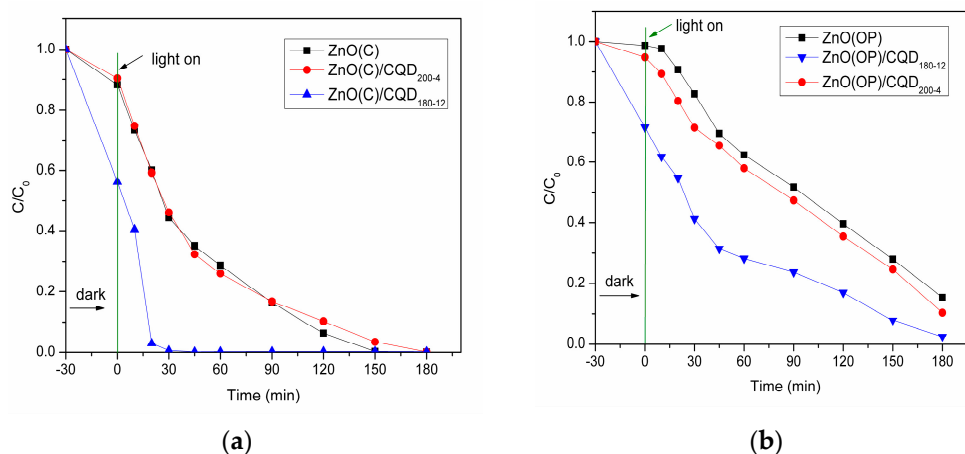 light on
ZnO(C)
ZnO(C)/CQD200-4
ZnO(C)/CQD180-12
1.0
0.8
0.6
0.4
0.2
0.0
C/C0
dark
-30 0 30 60 90 120 150 180
Time (min)
(a)
light on
ZnO(OP)
ZnO(OP)/CQD180-12
ZnO(OP)/CQD200-4
1.0
0.8
0.6
0.4
0.2
0.0
C/C0
dark
-30 0 30 60 90 120 150 180
Time (min)
(b)